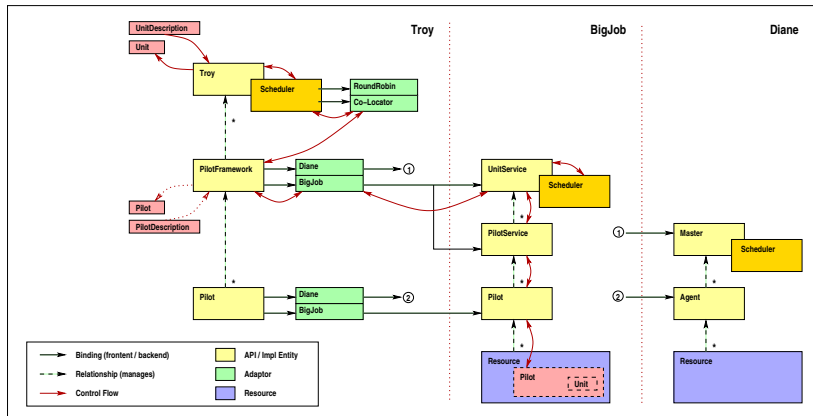 UnitDescription
Troy
BigJob
Diane
Unit
Troy
Scheduler
RoundRobin
Co-Locator
*
PilotFramework
Diane
1
BigJob
UnitService
Scheduler
Pilot
PilotDescription
*
PilotService
1
Master
Scheduler
*
*
*
Pilot
Diane
2
BigJob
Pilot
2
Agent
*
*
Binding (frontent / backend)
API / Impl Entity
Relationship (manages)
Adaptor
Control Flow
Resource
Resource
Pilot
Unit
Resource